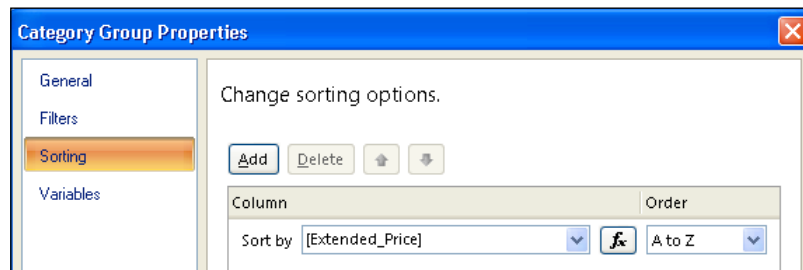 Category Group Properties
General
Filters
Sorting
Variables
Change sorting options.
Add Delete
Column Order
Sort by [Extended_Price] fx A to Z